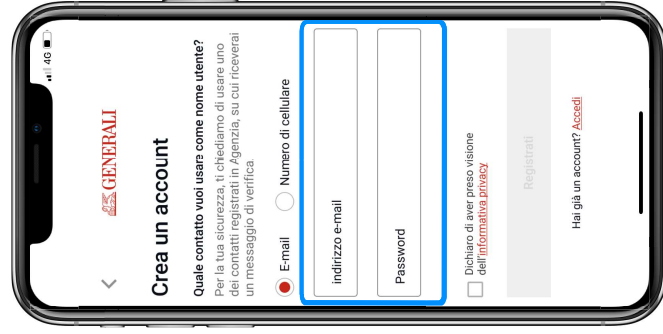 4G
GENERALI
Crea un account
Quale contatto vuoi usare come nome utente?
Per la tua sicurezza, ti chiediamo di usare uno
dei contatti registrati in Agenzia, su cui riceverai
un messaggio di verifica.
E-mail
Numero di cellulare
indirizzo e-mail
Password
Dichiaro di aver preso visione
dell'informativa privacy
Registrati
Hai già un account? Accedi